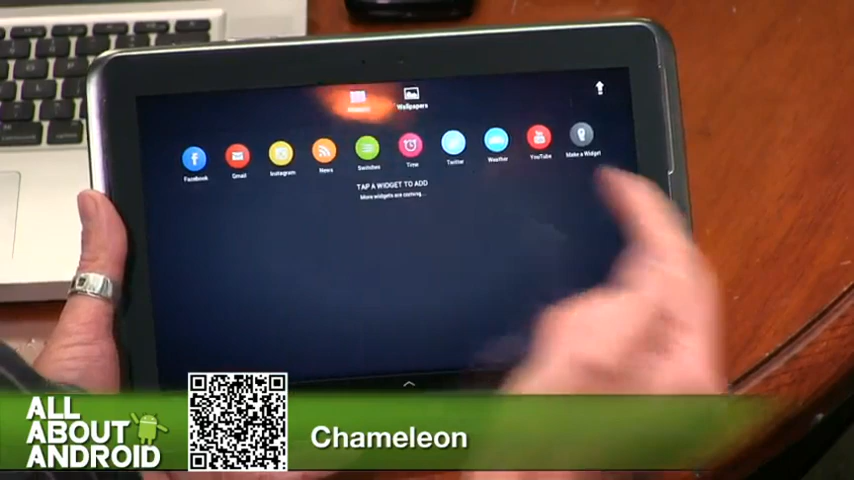 Wallpapers
Facebook
Gmail
Instagram
News
Switches
Time
Twitter
Weather
YouTube
Make a Widget
TAP A WIDGET TO ADD
More widgets are coming...
ALL
ABOUT
ANDROID
Chameleon